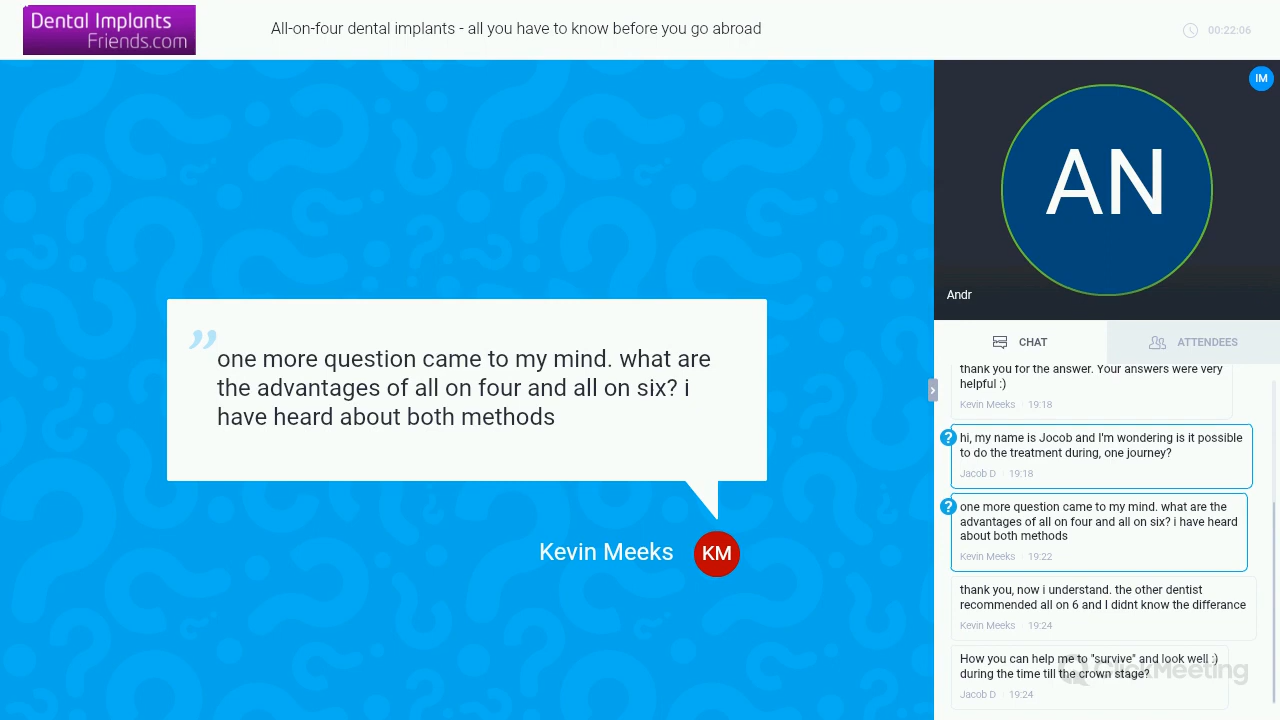 Dental Implants
Friends.com
All-on-four dental implants - all you have to know before you go abroad
00:22:06
IM
AN
Andr
”
one more question came to my mind. what are
the advantages of all on four and all on six? i
have heard about both methods
Kevin Meeks
KM
CHAT
ATTENDEES
thank you for the answer. Your answers were very
helpful :)
Kevin Meeks · 19:18
?
hi, my name is Jocob and I'm wondering is it possible
to do the treatment during, one journey?
Jacob D · 19:18
?
one more question came to my mind. what are the
advantages of all on four and all on six? i have heard
about both methods
Kevin Meeks · 19:22
thank you, now i understand. the other dentist
recommended all on 6 and I didnt know the differance
Kevin Meeks · 19:24
How you can help me to "survive" and look well :)
during the time till the crown stage?
Jacob D · 19:24
ClickMeeting